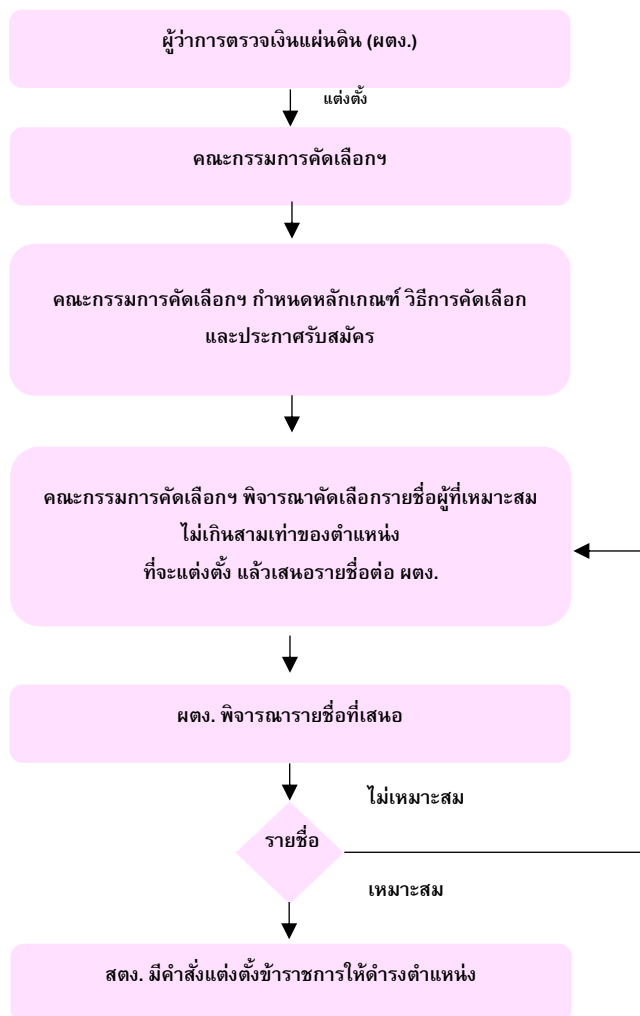 ผู้ว่าการตรวจเงินแผ่นดิน (ผตง.)
แต่งตั้ง
คณะกรรมการคัดเลือกฯ
คณะกรรมการคัดเลือกฯ กำหนดหลักเกณฑ์ วิธีการคัดเลือก
และประกาศรับสมัคร
คณะกรรมการคัดเลือกฯ พิจารณาคัดเลือกรายชื่อผู้ที่เหมาะสม
ไม่เกินสามเท่าของตำแหน่ง
ที่จะแต่งตั้ง แล้วเสนอรายชื่อต่อ ผตง.
ผตง. พิจารณารายชื่อที่เสนอ
ไม่เหมาะสม
รายชื่อ
เหมาะสม
สตง. มีคำสั่งแต่งตั้งข้าราชการให้ดำรงตำแหน่ง